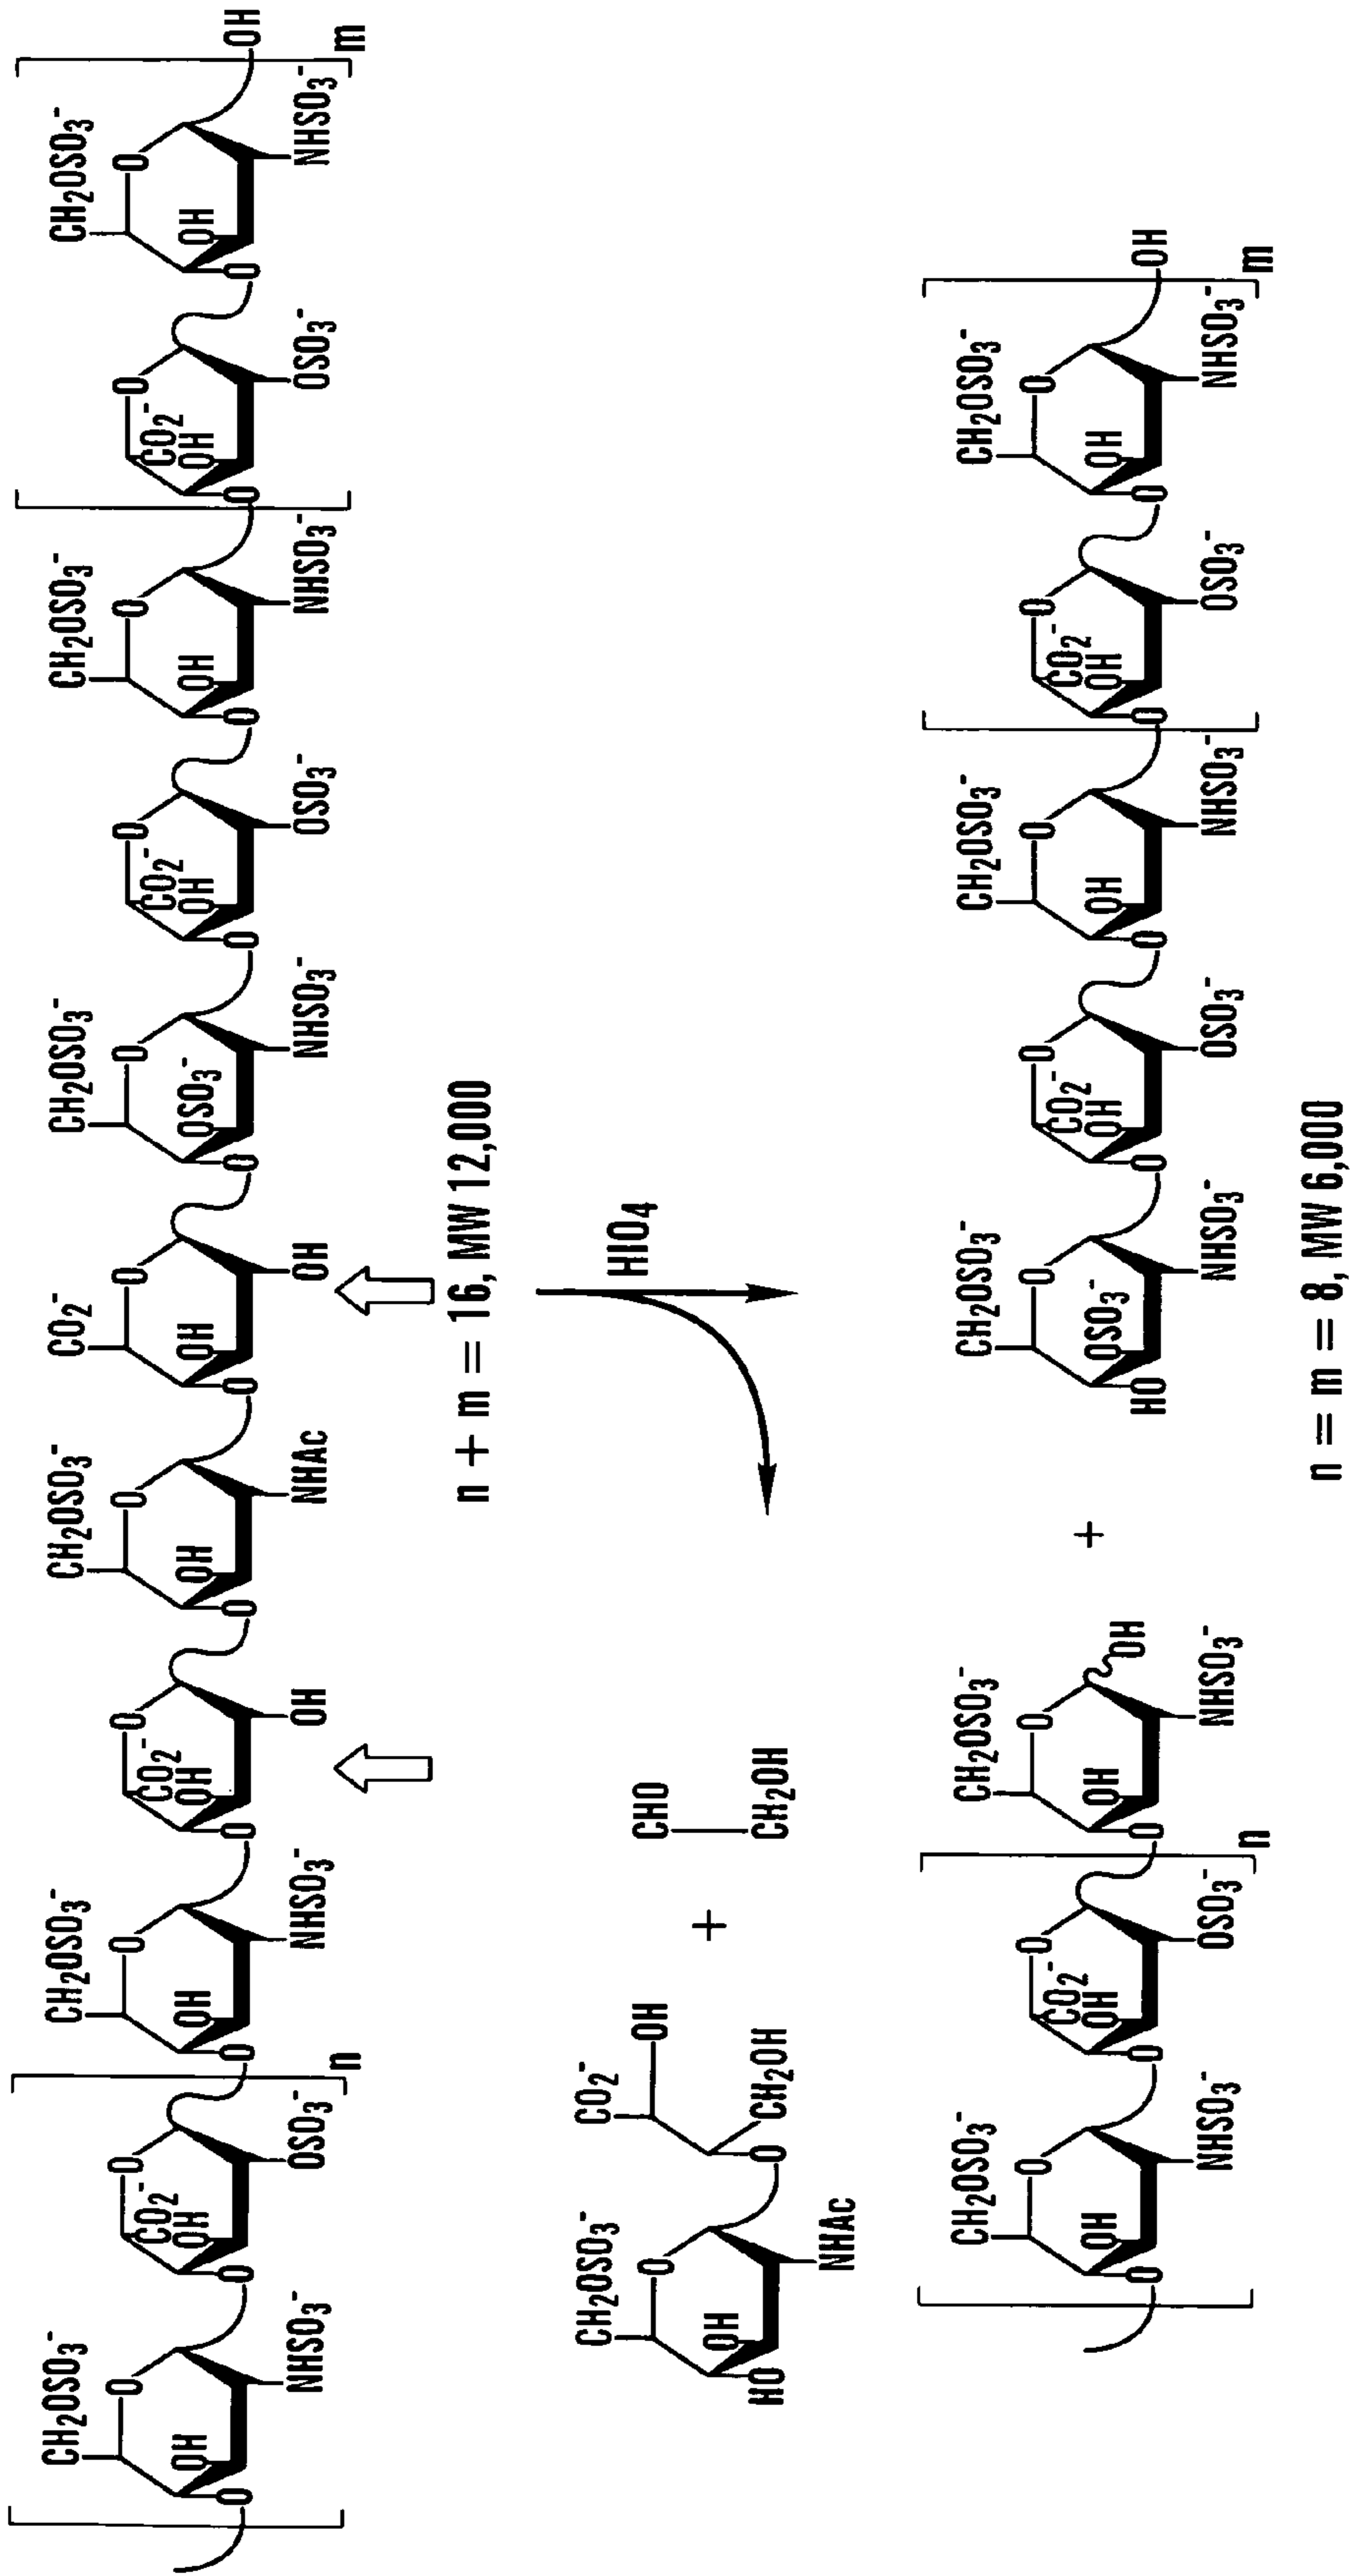 CH₂OSO₃⁻ CH₂OSO₃⁻ CH₂OSO₃⁻ CO₂⁻ CH₂OSO₃⁻ CH₂OSO₃⁻ CH₂OSO₃⁻
O O O O O O O O O O O
CO₂⁻ CO₂⁻ CO₂⁻ CO₂⁻
OH OH OH OH OH OH OSO₃⁻ OH OH OH OH
O O O O O O O O O O O OH
NHSO₃⁻ OSO₃⁻ NHSO₃⁻ OH NHAc OH NHSO₃⁻ OSO₃⁻ NHSO₃⁻ OSO₃⁻ NHSO₃⁻
n m
n + m = 16, MW 12,000
HIO₄
CH₂OSO₃⁻ CO₂⁻
O OH CHO
OH +
HO O CH₂OH CH₂OH
NHAc
CH₂OSO₃⁻ CH₂OSO₃⁻ CH₂OSO₃⁻ CH₂OSO₃⁻ CH₂OSO₃⁻
O O O O O O O O
CO₂⁻ CO₂⁻ CO₂⁻
OH OH OH + OSO₃⁻ OH OH OH OH
O O O OH HO O O O O OH
NHSO₃⁻ OSO₃⁻ NHSO₃⁻ NHSO₃⁻ OSO₃⁻ NHSO₃⁻ OSO₃⁻ NHSO₃⁻
n m
n = m = 8, MW 6,000